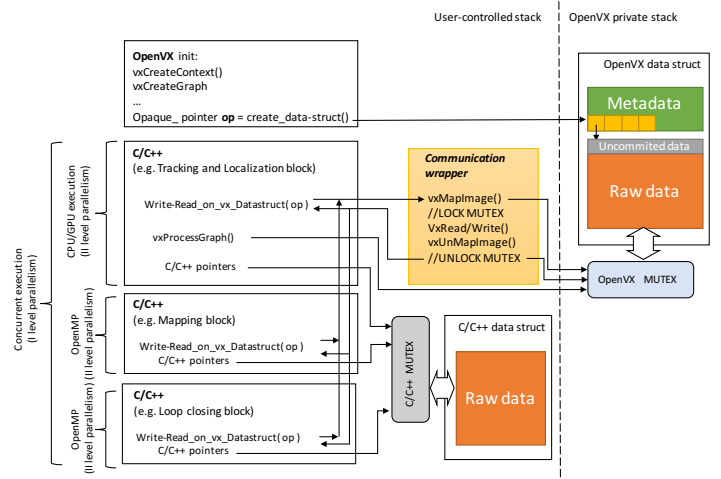 User-controlled stack
OpenVX private stack
OpenVX init:
vxCreateContext()
vxCreateGraph
...
Opaque_ pointer op = create_data-struct()
OpenVX data struct
Metadata
Uncommited data
Raw data
OpenVX MUTEX
Concurrent execution
(I level parallelism)
CPU/GPU execution
(II level parallelism)
C/C++
(e.g. Tracking and Localization block)
Write-Read_on_vx_Datastruct( op )
vxProcessGraph()
C/C++ pointers
Communication
wrapper
vxMapImage()
//LOCK MUTEX
VxRead/Write()
vxUnMapImage()
//UNLOCK MUTEX
OpenMP
(II level parallelism)
C/C++
(e.g. Mapping block)
Write-Read_on_vx_Datastruct( op )
C/C++ pointers
C/C++ MUTEX
C/C++ data struct
Raw data
OpenMP
(II level parallelism)
C/C++
(e.g. Loop closing block)
Write-Read_on_vx_Datastruct( op )
C/C++ pointers